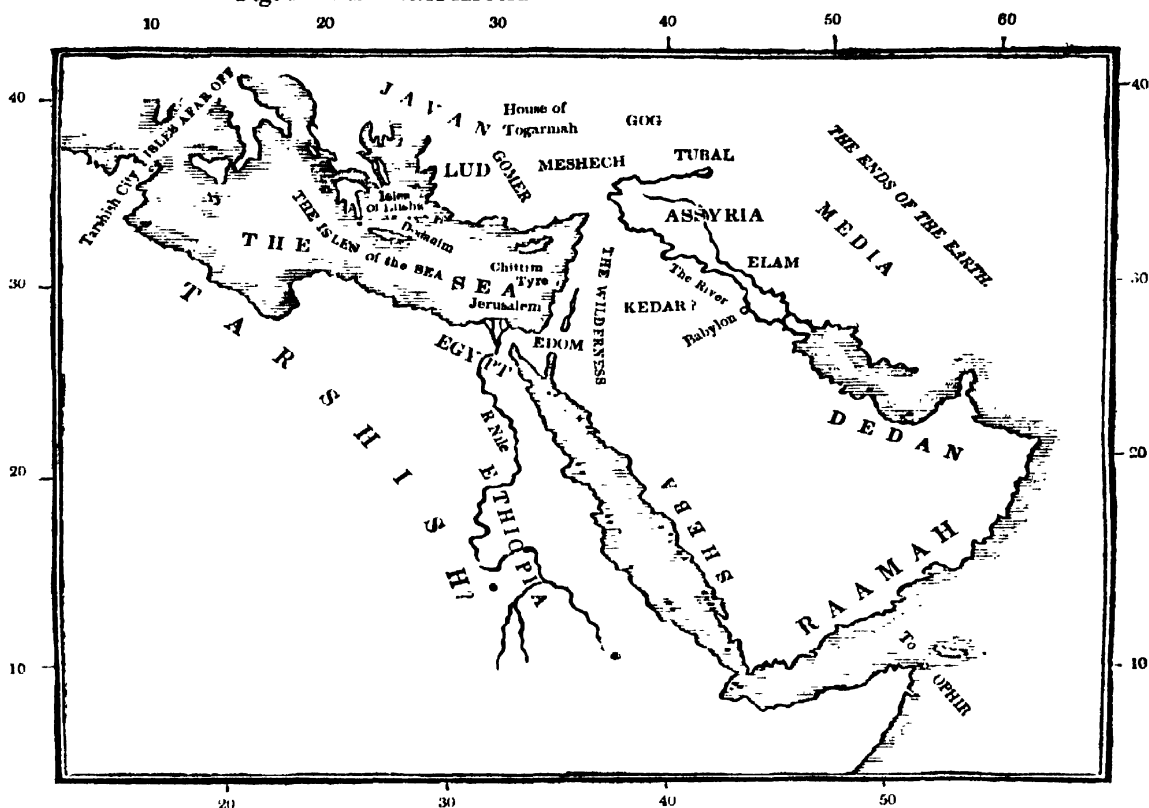 10 20 30 40 50 60
40
40
30
30
20
20
10
10
20 30 40 50
ISLES AFAR OFF
Tarshish City
JAVAN
House of
Togarmah
GOG
LUD
GOMER
MESHECH
TUBAL
THE ENDS OF THE EARTH.
MEDIA
ASSYRIA
ELAM
Isles
THE ISLES
of the SEA
THE SEA
Chittim
Tyre
Jerusalem
THE WILDERNESS
KEDAR?
The River
Babylon
EGYPT
EDOM
TARSHISH?
R Nile
ETHIOPIA
SHEBA
DEDAN
RAAMAH
To
OPHIR